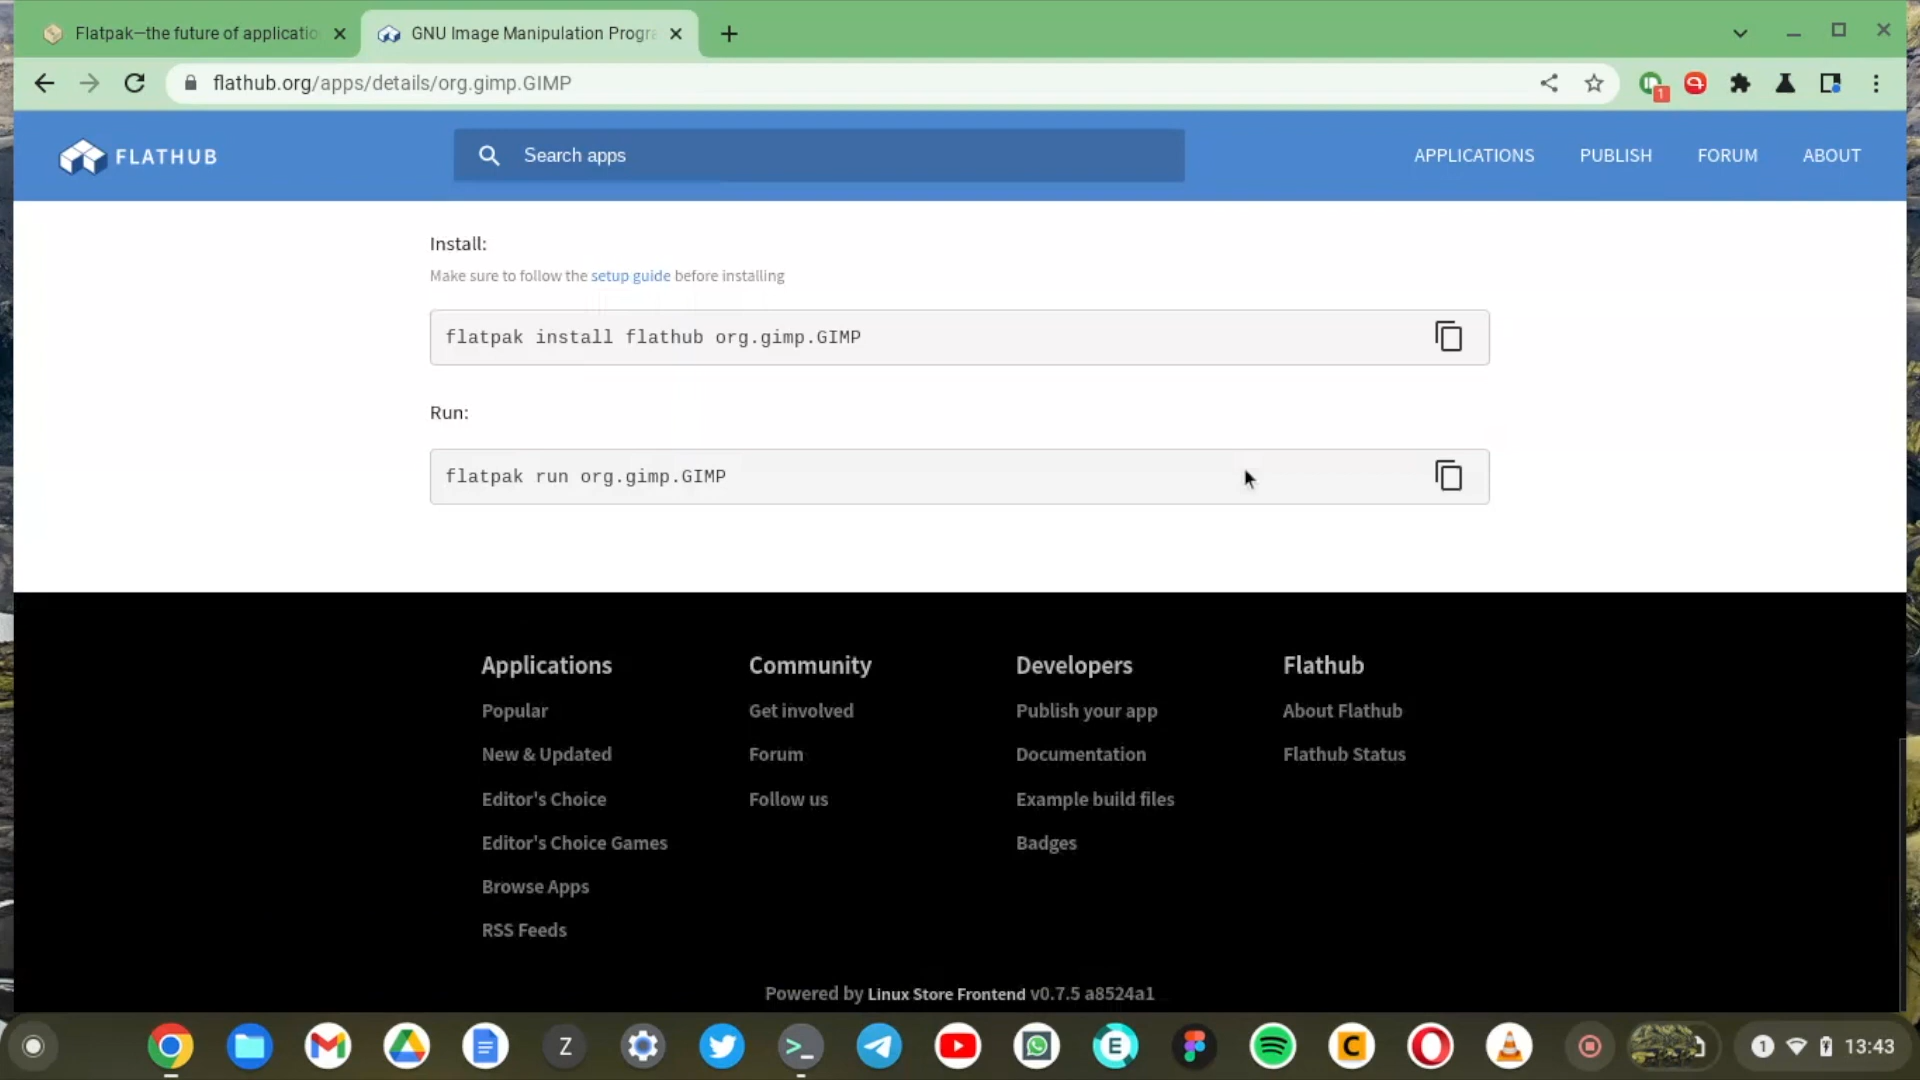 Flatpak—the future of applicatio
GNU Image Manipulation Progra
flathub.org/apps/details/org.gimp.GIMP
1
FLATHUB
Search apps
APPLICATIONS
PUBLISH
FORUM
ABOUT
Install:
Make sure to follow the setup guide before installing
flatpak install flathub org.gimp.GIMP
Run:
flatpak run org.gimp.GIMP
Applications
Popular
New & Updated
Editor's Choice
Editor's Choice Games
Browse Apps
RSS Feeds
Community
Get involved
Forum
Follow us
Developers
Publish your app
Documentation
Example build files
Badges
Flathub
About Flathub
Flathub Status
Powered by Linux Store Frontend v0.7.5 a8524a1
Z
>_
E
C
1
13:43